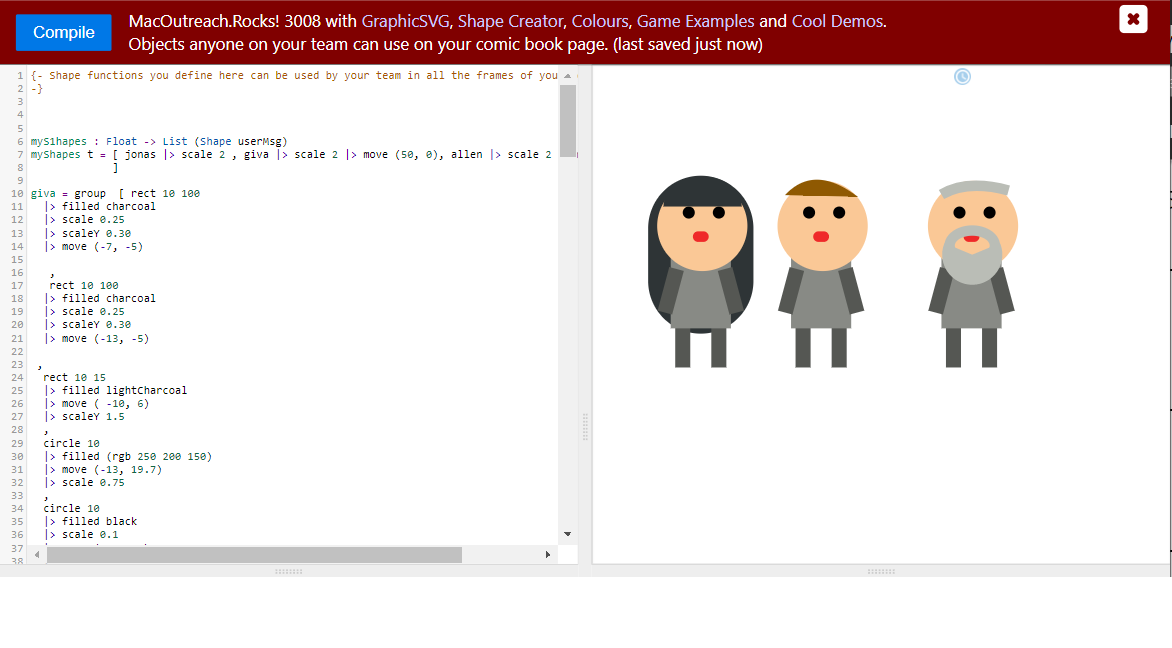 Compile
MacOutreach.Rocks! 3008 with GraphicSVG, Shape Creator, Colours, Game Examples and Cool Demos.
Objects anyone on your team can use on your comic book page. (last saved just now)
1 {- Shape functions you define here can be used by your team in all the frames of you
2 -}
3
4
5
6 myS1hapes : Float -> List (Shape userMsg)
7 myShapes t = [ jonas |> scale 2 , giva |> scale 2 |> move (50, 0), allen |> scale 2
8 ]
9
10 giva = group [ rect 10 100
11 |> filled charcoal
12 |> scale 0.25
13 |> scaleY 0.30
14 |> move (-7, -5)
15
16 ,
17 rect 10 100
18 |> filled charcoal
19 |> scale 0.25
20 |> scaleY 0.30
21 |> move (-13, -5)
22
23 ,
24 rect 10 15
25 |> filled lightCharcoal
26 |> move ( -10, 6)
27 |> scaleY 1.5
28 ,
29 circle 10
30 |> filled (rgb 250 200 150)
31 |> move (-13, 19.7)
32 |> scale 0.75
33 ,
34 circle 10
35 |> filled black
36 |> scale 0.1
37
38